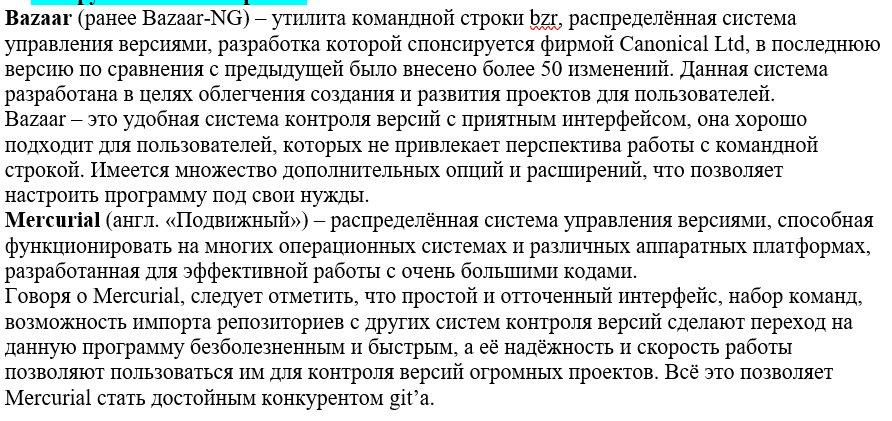 Bazaar (ранее Bazaar-NG) – утилита командной строки bzr, распределённая система
управления версиями, разработка которой спонсируется фирмой Canonical Ltd, в последнюю
версию по сравнения с предыдущей было внесено более 50 изменений. Данная система
разработана в целях облегчения создания и развития проектов для пользователей.
Bazaar – это удобная система контроля версий с приятным интерфейсом, она хорошо
подходит для пользователей, которых не привлекает перспектива работы с командной
строкой. Имеется множество дополнительных опций и расширений, что позволяет
настроить программу под свои нужды.
Mercurial (англ. «Подвижный») – распределённая система управления версиями, способная
функционировать на многих операционных системах и различных аппаратных платформах,
разработанная для эффективной работы с очень большими кодами.
Говоря о Mercurial, следует отметить, что простой и отточенный интерфейс, набор команд,
возможность импорта репозиториев с других систем контроля версий сделают переход на
данную программу безболезненным и быстрым, а её надёжность и скорость работы
позволяют пользоваться им для контроля версий огромных проектов. Всё это позволяет
Mercurial стать достойным конкурентом git’а.